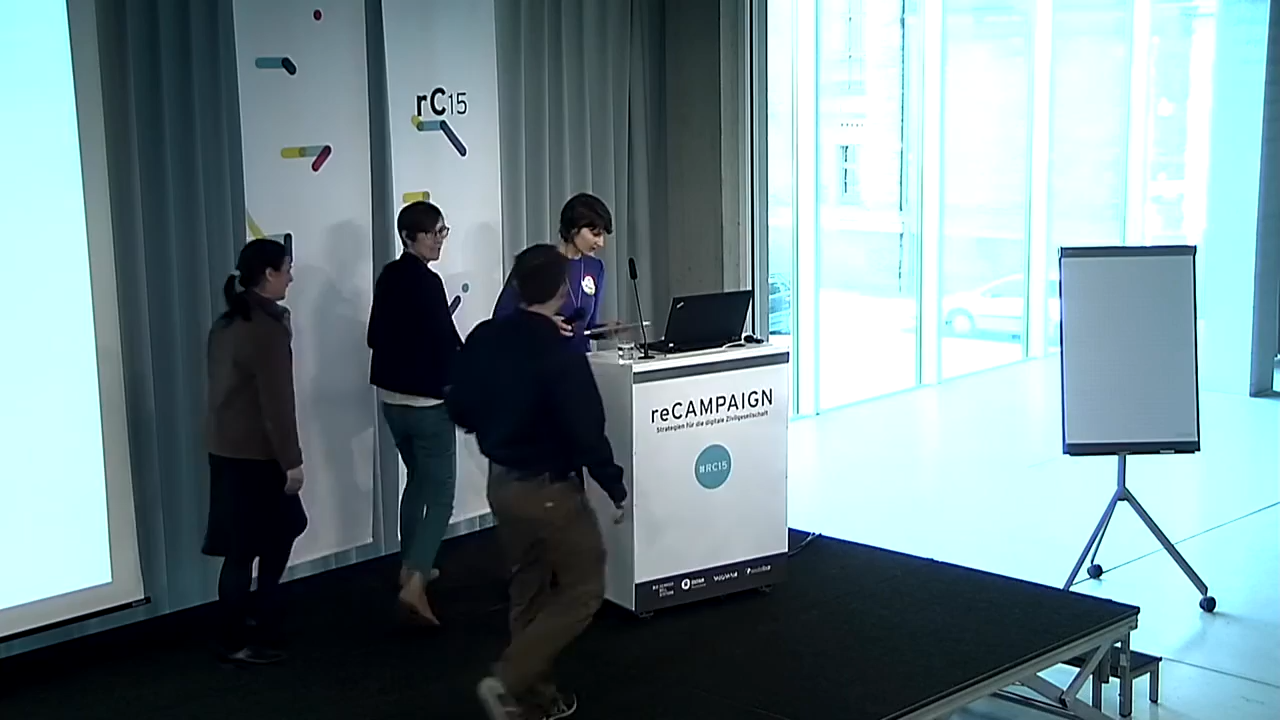 rC15
reCAMPAIGN
Strategien für die digitale Zivilgesellschaft
#RC15